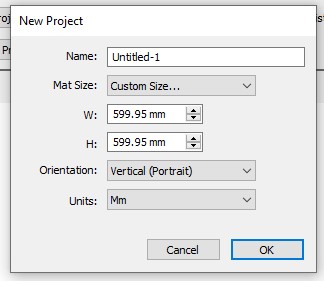 New Project
Name: Untitled-1
Mat Size: Custom Size...
W: 599.95 mm
H: 599.95 mm
Orientation: Vertical (Portrait)
Units: Mm
Cancel OK